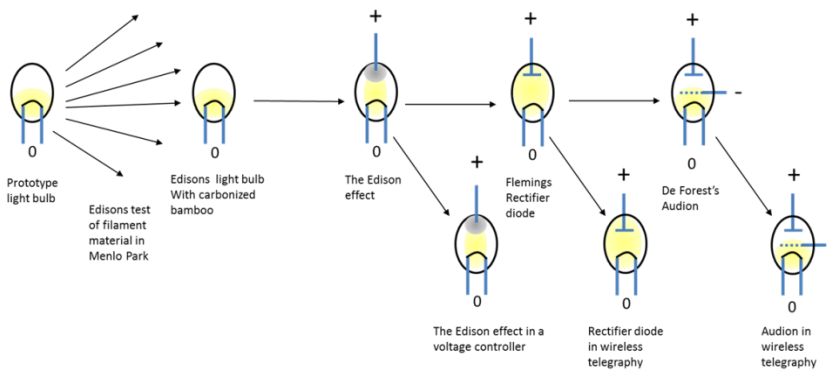 +
+
+
-
0
0
0
0
0
Prototype
light bulb
Edisons test
of filament
material in
Menlo Park
Edisons  light bulb
With carbonized
bamboo
The Edison
effect
Flemings
Rectifier
diode
De Forest's
Audion
+
+
+
0
0
0
The Edison effect in a
voltage controller
Rectifier diode
in wireless
telegraphy
Audion in
wireless
telegraphy